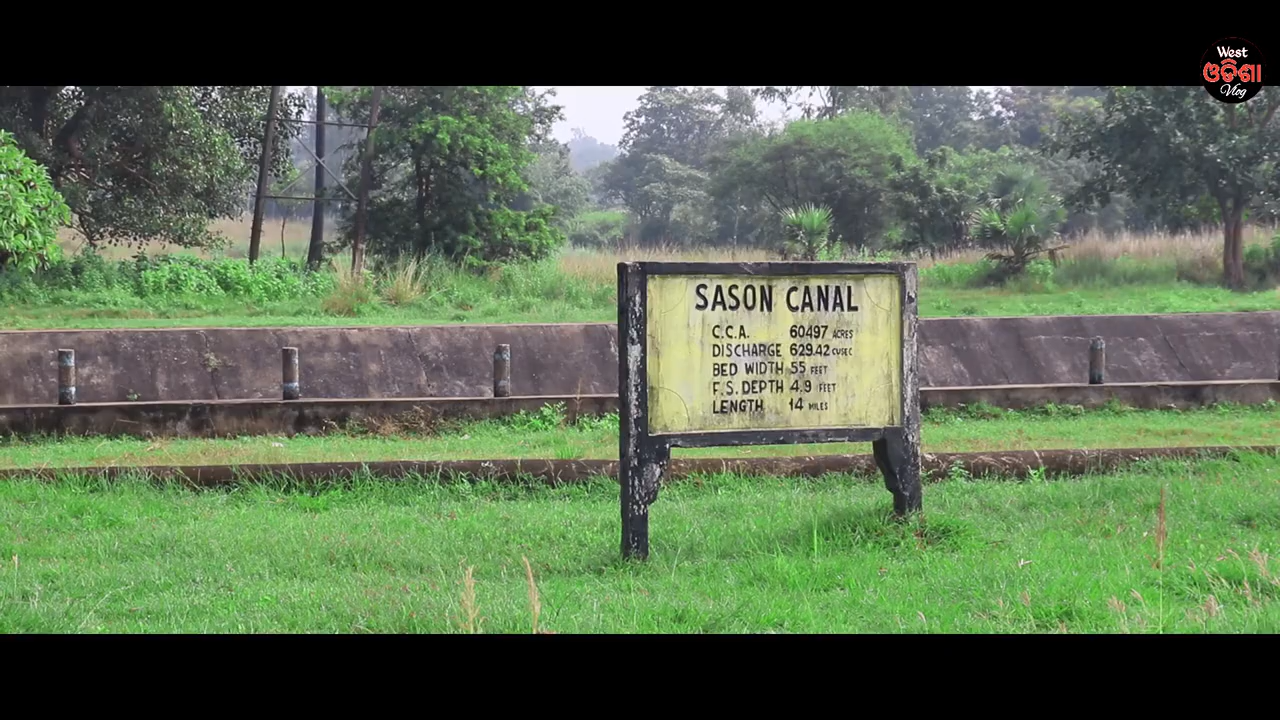 West
ଓଡ଼ିଶା
Vlog
SASON CANAL
C.C.A. 60497 ACRES
DISCHARGE 629.42 CUSEC
BED WIDTH 55 FEET
F.S. DEPTH 4.9 FEET
LENGTH 14 MILES